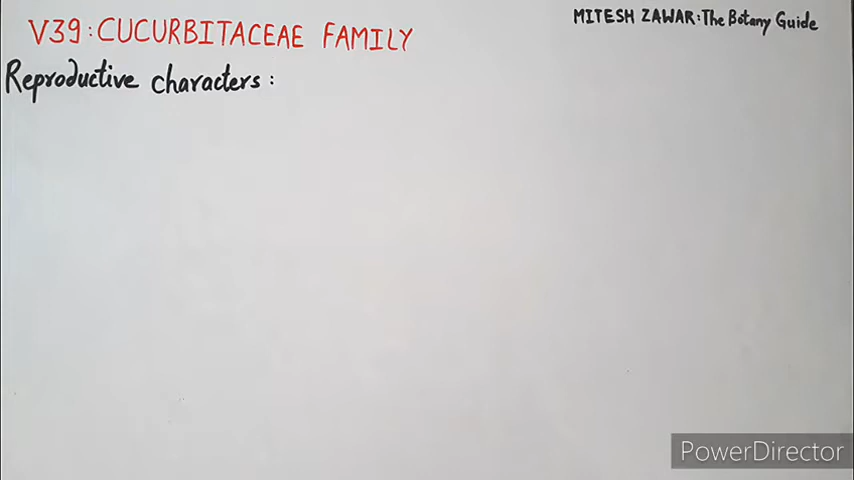 V39:CUCURBITACEAE FAMILY
MITESH ZAWAR:The Botany Guide
Reproductive characters:
PowerDirector